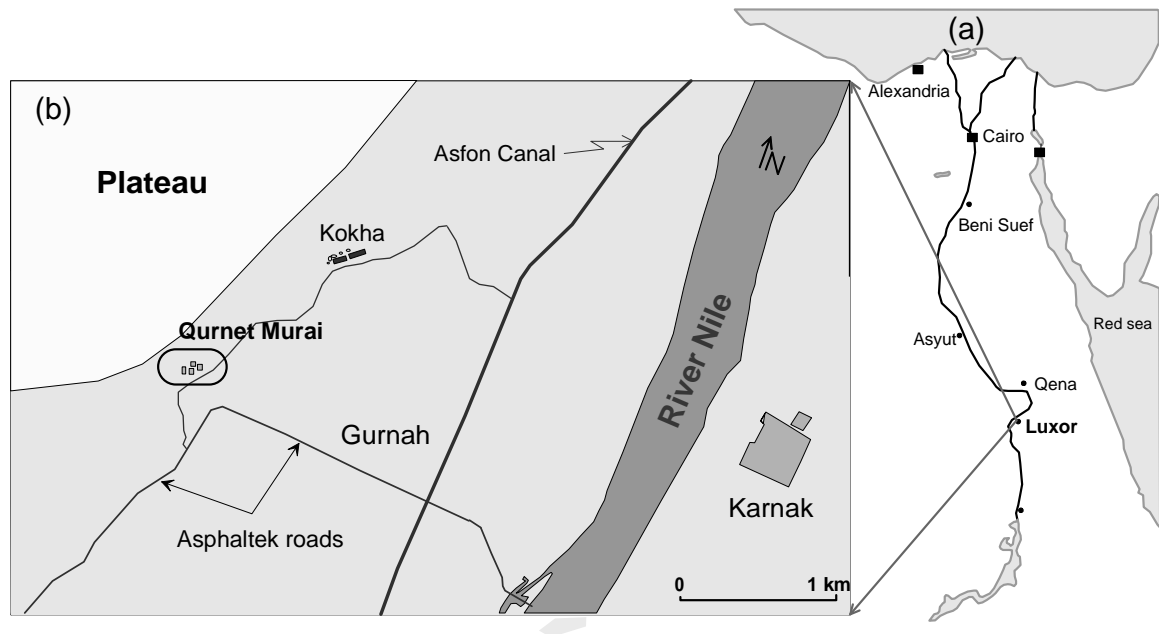 (a)
(b)
Alexandria
Cairo
Asfon Canal
Plateau
Beni Suef
Kokha
Qurnet Murai
Red sea
Asyut
River Nile
N
Qena
Gurnah
Luxor
Karnak
Asphaltek roads
0 1 km